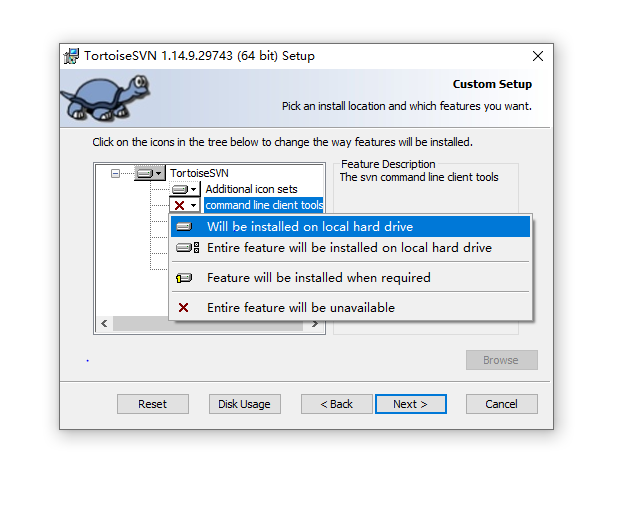 TortoiseSVN 1.14.9.29743 (64 bit) Setup
Custom Setup
Pick an install location and which features you want.
Click on the icons in the tree below to change the way features will be installed.
TortoiseSVN
Additional icon sets
command line client tools
Feature Description
The svn command line client tools
Will be installed on local hard drive
Entire feature will be installed on local hard drive
Feature will be installed when required
Entire feature will be unavailable
Browse
Reset
Disk Usage
< Back
Next >
Cancel